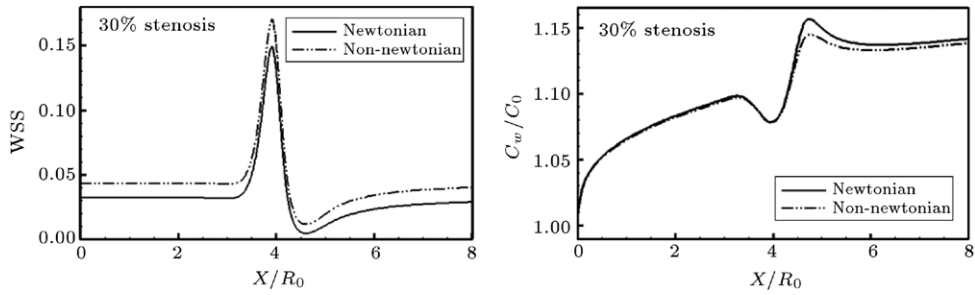 30% stenosis
Newtonian
Non-newtonian
WSS
0.15
0.10
0.05
0.00
0
2
4
6
8
X/R₀
30% stenosis
C_w/C₀
1.15
1.10
1.05
1.00
Newtonian
Non-newtonian
0
2
4
6
8
X/R₀